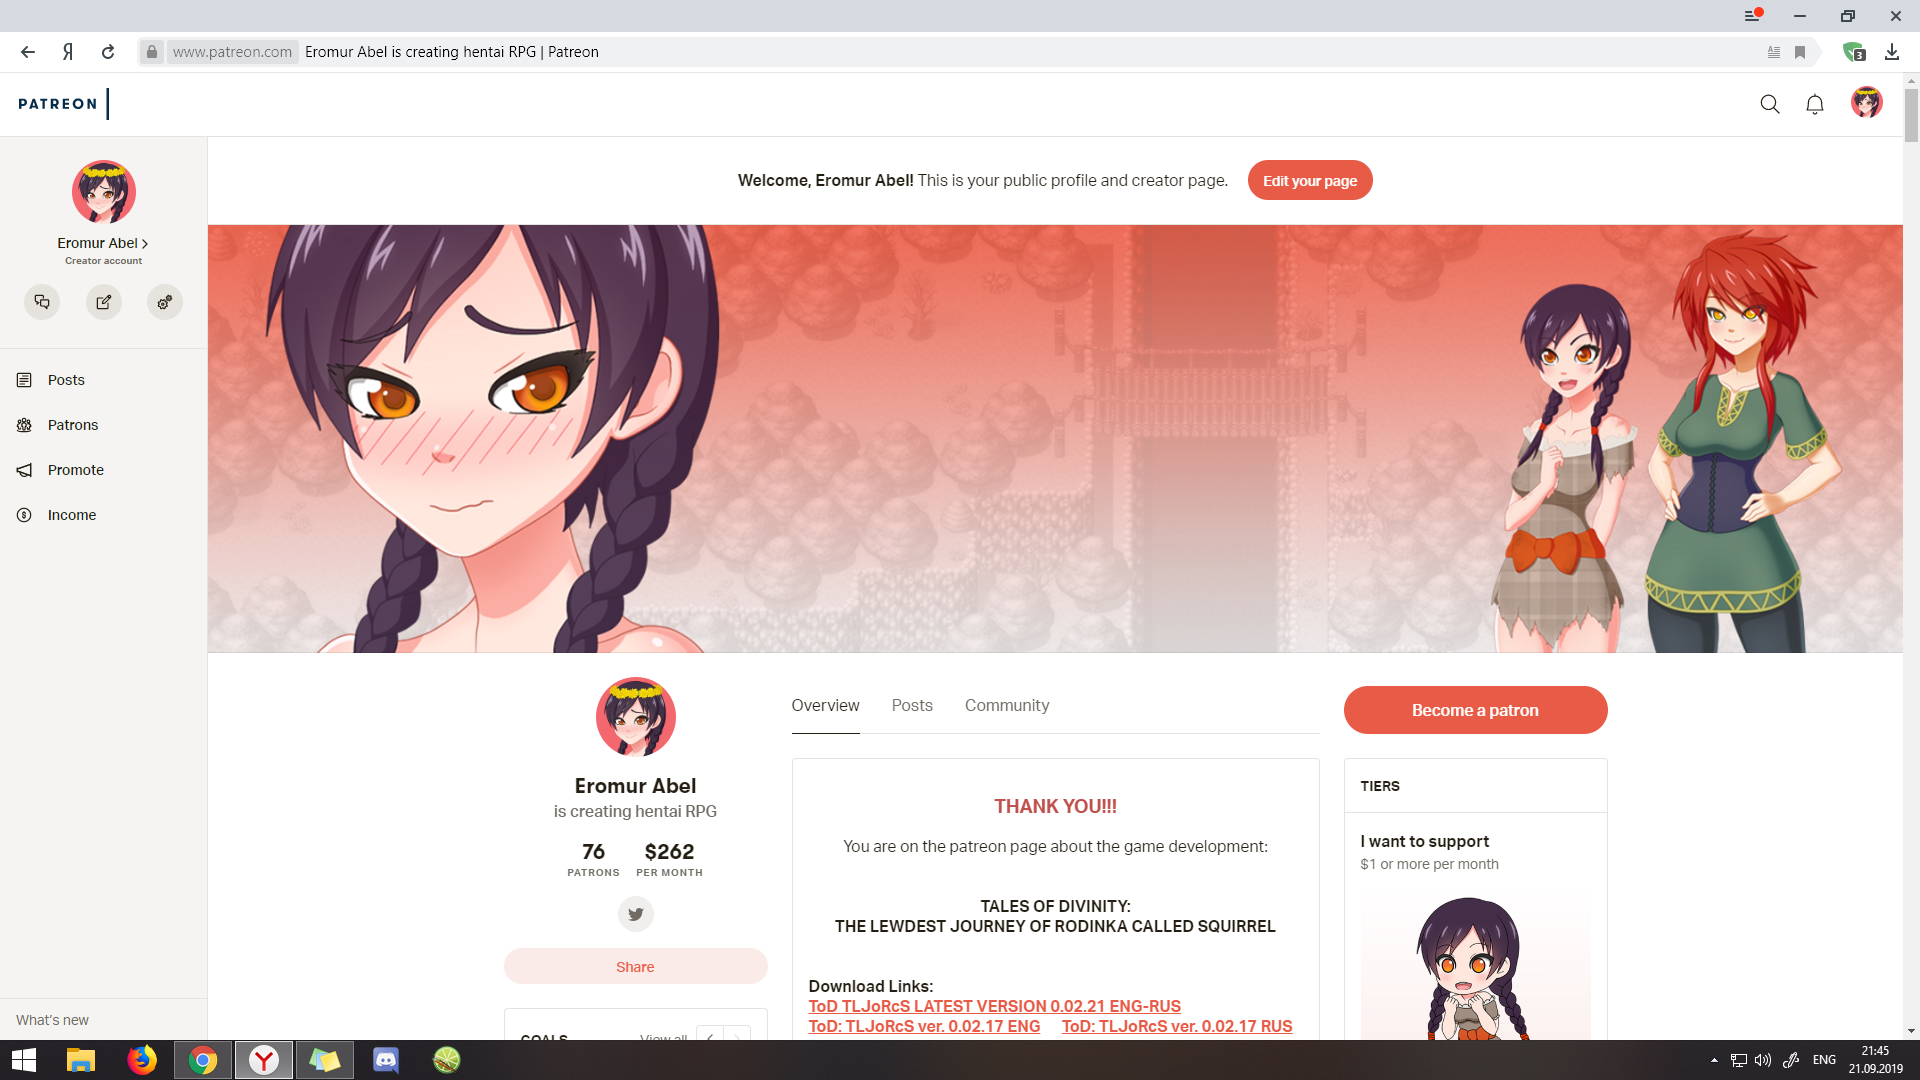 www.patreon.com Eromur Abel is creating hentai RPG | Patreon
3
PATREON
Welcome, Eromur Abel! This is your public profile and creator page.
Edit your page
Eromur Abel
Creator account
Posts
Patrons
Promote
Income
What's new
Eromur Abel
is creating hentai RPG
76
PATRONS
$262
PER MONTH
Share
GOALS
View all
Overview
Posts
Community
THANK YOU!!!
You are on the patreon page about the game development:
TALES OF DIVINITY:
THE LEWDEST JOURNEY OF RODINKA CALLED SQUIRREL
Download Links:
ToD TLJoRcS LATEST VERSION 0.02.21 ENG-RUS
ToD: TLJoRcS ver. 0.02.17 ENG ToD: TLJoRcS ver. 0.02.17 RUS
Become a patron
TIERS
I want to support
$1 or more per month
ENG
21:45
21.09.2019